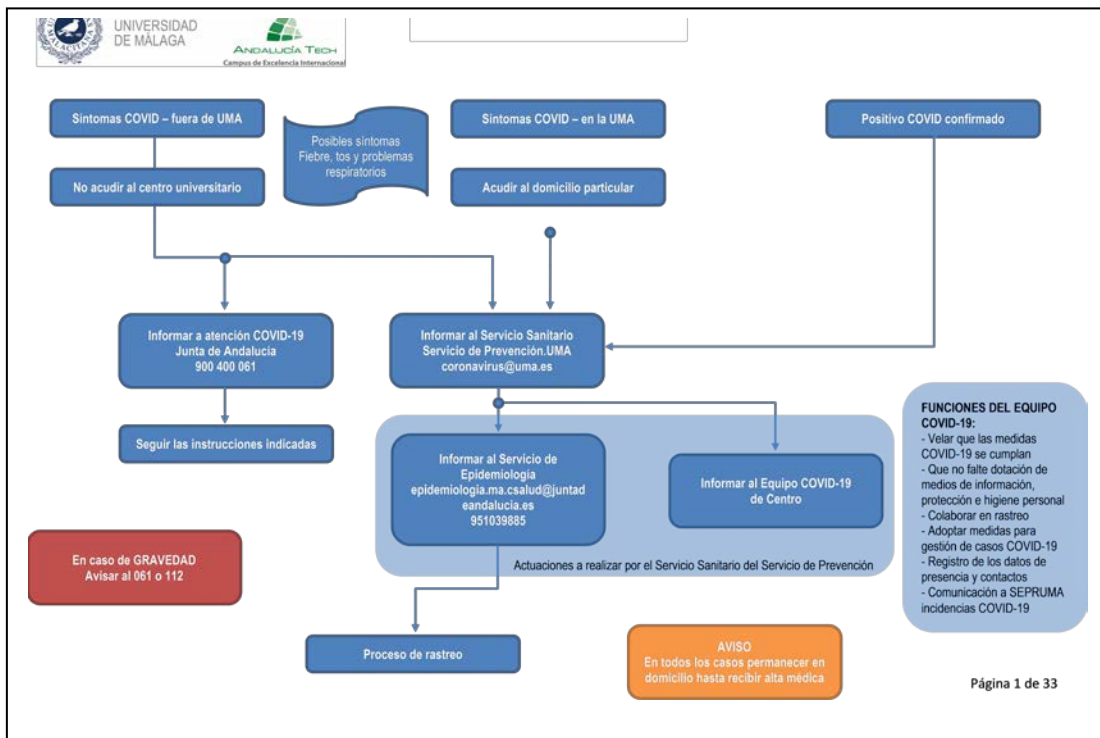 UNIVERSIDAD
DE MÁLAGA
ANDALUCÍA TECH
Campus de Excelencia Internacional
Síntomas COVID – fuera de UMA
Posibles síntomas
Fiebre, tos y problemas
respiratorios
Síntomas COVID – en la UMA
Positivo COVID confirmado
No acudir al centro universitario
Acudir al domicilio particular
Informar a atención COVID-19
Junta de Andalucía
900 400 061
Informar al Servicio Sanitario
Servicio de Prevención.UMA
coronavirus@uma.es
Seguir las instrucciones indicadas
Informar al Servicio de
Epidemiología
epidemiologia.ma.csalud@juntad
eandalucia.es
951039885
Informar al Equipo COVID-19
de Centro
Actuaciones a realizar por el Servicio Sanitario del Servicio de Prevención
FUNCIONES DEL EQUIPO
COVID-19:
- Velar que las medidas
COVID-19 se cumplan
- Que no falte dotación de
medios de información,
protección e higiene personal
- Colaborar en rastreo
- Adoptar medidas para
gestión de casos COVID-19
- Registro de los datos de
presencia y contactos
- Comunicación a SEPRUMA
incidencias COVID-19
En caso de GRAVEDAD
Avisar al 061 o 112
Proceso de rastreo
AVISO
En todos los casos permanecer en
domicilio hasta recibir alta médica
Página 1 de 33